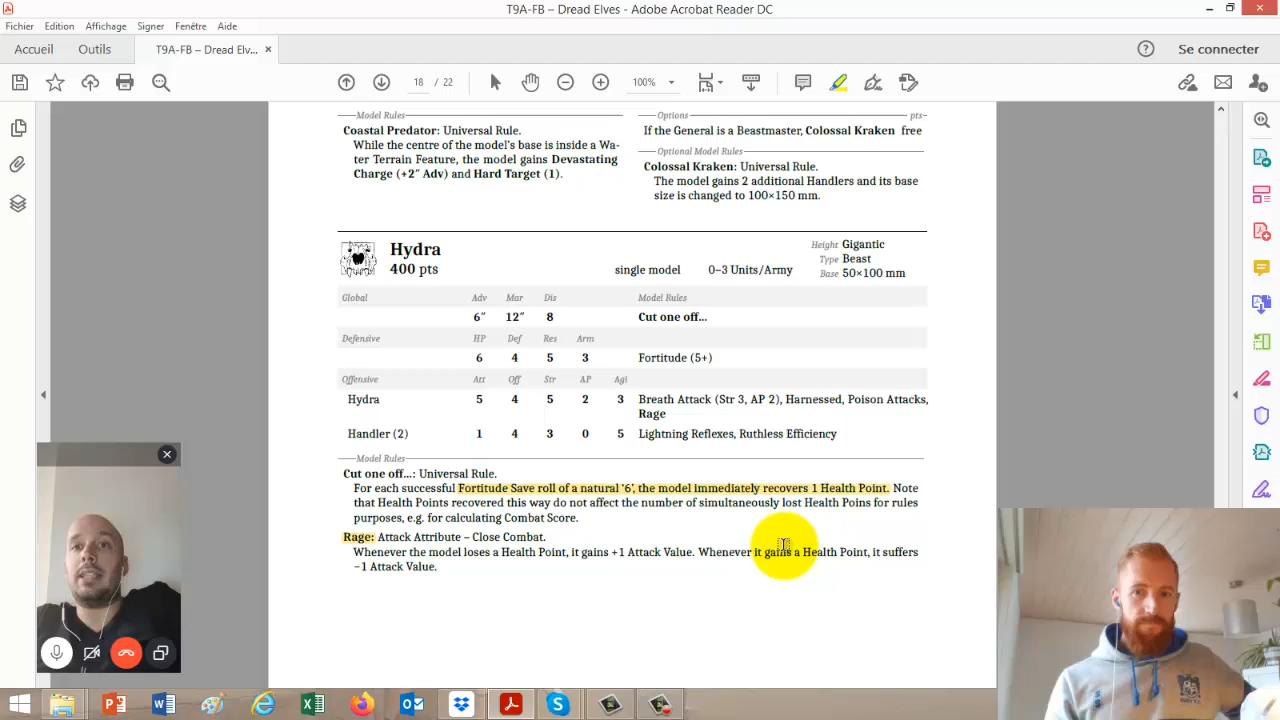 T9A-FB – Dread Elves - Adobe Acrobat Reader DC
Fichier Edition Affichage Signer Fenêtre Aide
Accueil Outils T9A-FB – Dread Elv... × Se connecter
18 / 22 100%
Model Rules
Coastal Predator: Universal Rule.
While the centre of the model's base is inside a Wa-
ter Terrain Feature, the model gains Devastating
Charge (+2″ Adv) and Hard Target (1).
Options pts
If the General is a Beastmaster, Colossal Kraken free
Optional Model Rules
Colossal Kraken: Universal Rule.
The model gains 2 additional Handlers and its base
size is changed to 100×150 mm.
Hydra
400 pts
single model 0–3 Units/Army
Height Gigantic
Type Beast
Base 50×100 mm
Global Adv Mar Dis Model Rules
6″ 12″ 8 Cut one off...
Defensive HP Def Res Arm
6 4 5 3 Fortitude (5+)
Offensive Att Off Str AP Agi
Hydra 5 4 5 2 3 Breath Attack (Str 3, AP 2), Harnessed, Poison Attacks,
Rage
Handler (2) 1 4 3 0 5 Lightning Reflexes, Ruthless Efficiency
Model Rules
Cut one off...: Universal Rule.
For each successful Fortitude Save roll of a natural '6', the model immediately recovers 1 Health Point. Note
that Health Points recovered this way do not affect the number of simultaneously lost Health Poins for rules
purposes, e.g. for calculating Combat Score.
Rage: Attack Attribute – Close Combat.
Whenever the model loses a Health Point, it gains +1 Attack Value. Whenever it gains a Health Point, it suffers
−1 Attack Value.